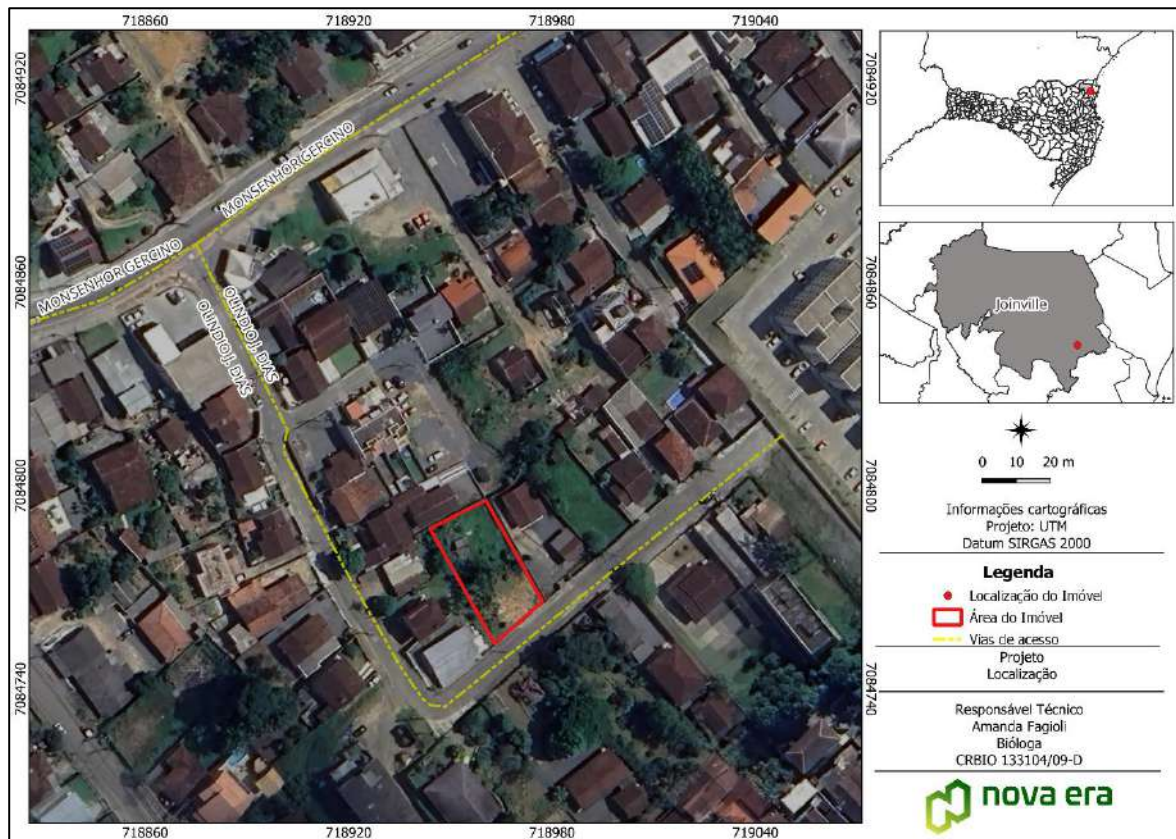 718860
718920
718980
719040
7084920
7084920
MONSENHOR GERCINO
MONSENHOR GERCINO
OLINDIO J. DIAS
OLINDIO J. DIAS
7084860
7084860
7084800
7084800
7084740
7084740
718860
718920
718980
719040
Joinville
0 10 20 m
Informações cartográficas
Projeto: UTM
Datum SIRGAS 2000
Legenda
Localização do Imóvel
Área do Imóvel
Vias de acesso
Projeto
Localização
Responsável Técnico
Amanda Fagioli
Bióloga
CRBIO 133104/09-D
nova era